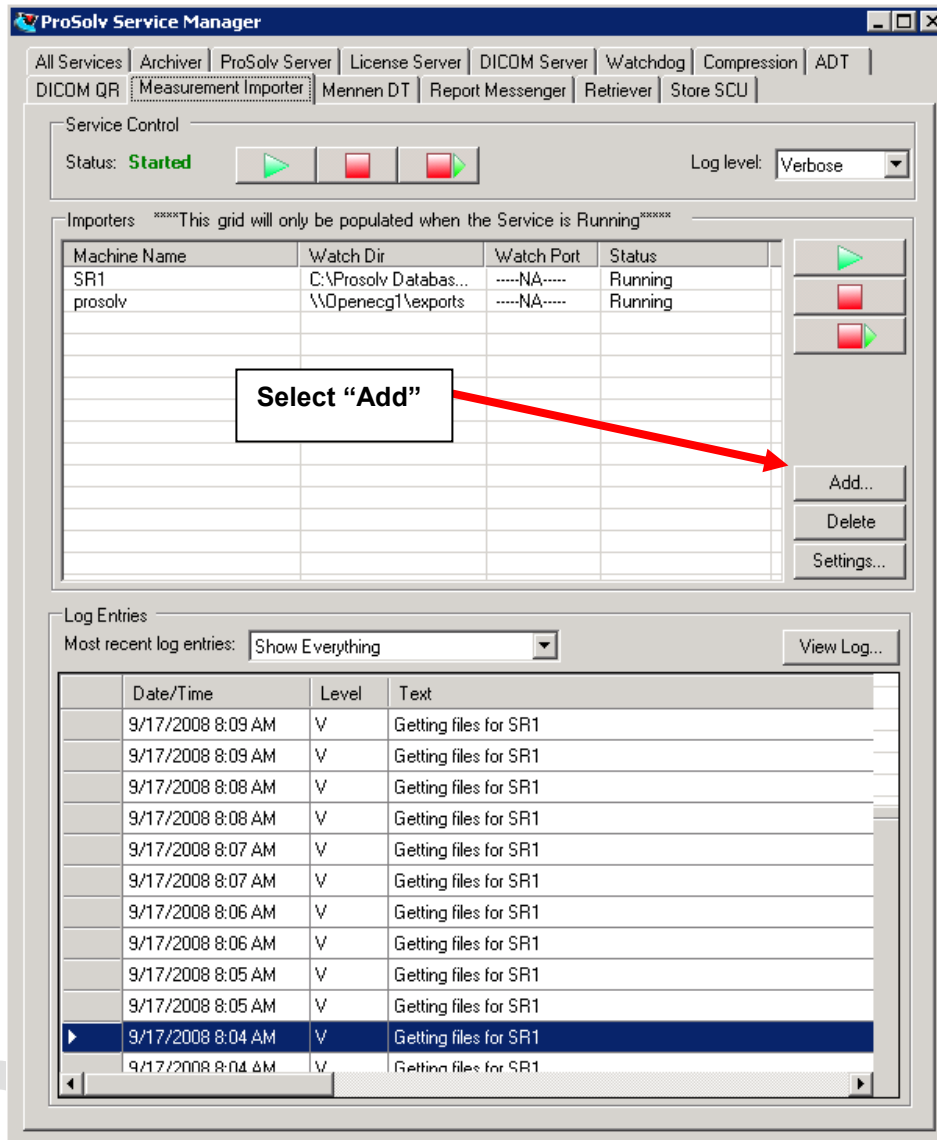 ProSolv Service Manager
All Services Archiver ProSolv Server License Server DICOM Server Watchdog Compression ADT
DICOM QR Measurement Importer Mennen DT Report Messenger Retriever Store SCU
Service Control
Status: Started Log level: Verbose
Importers ****This grid will only be populated when the Service is Running*****
Machine Name Watch Dir Watch Port Status
SR1 C:\Prosolv Databas... -----NA----- Running
prosolv \\Openecg1\exports -----NA----- Running
Select “Add”
Add...
Delete
Settings...
Log Entries
Most recent log entries: Show Everything View Log...
Date/Time Level Text
9/17/2008 8:09 AM V Getting files for SR1
9/17/2008 8:09 AM V Getting files for SR1
9/17/2008 8:08 AM V Getting files for SR1
9/17/2008 8:08 AM V Getting files for SR1
9/17/2008 8:07 AM V Getting files for SR1
9/17/2008 8:07 AM V Getting files for SR1
9/17/2008 8:06 AM V Getting files for SR1
9/17/2008 8:06 AM V Getting files for SR1
9/17/2008 8:05 AM V Getting files for SR1
9/17/2008 8:05 AM V Getting files for SR1
9/17/2008 8:04 AM V Getting files for SR1
9/17/2008 8:04 AM V Getting files for SR1